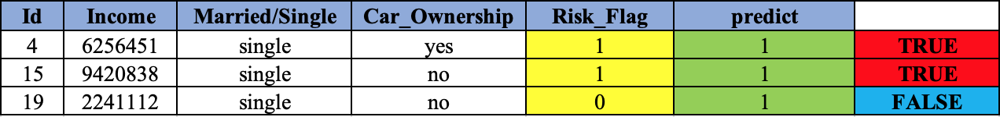 Id Income Married/Single Car_Ownership Risk_Flag predict
4 6256451 single yes 1 1 TRUE
15 9420838 single no 1 1 TRUE
19 2241112 single no 0 1 FALSE